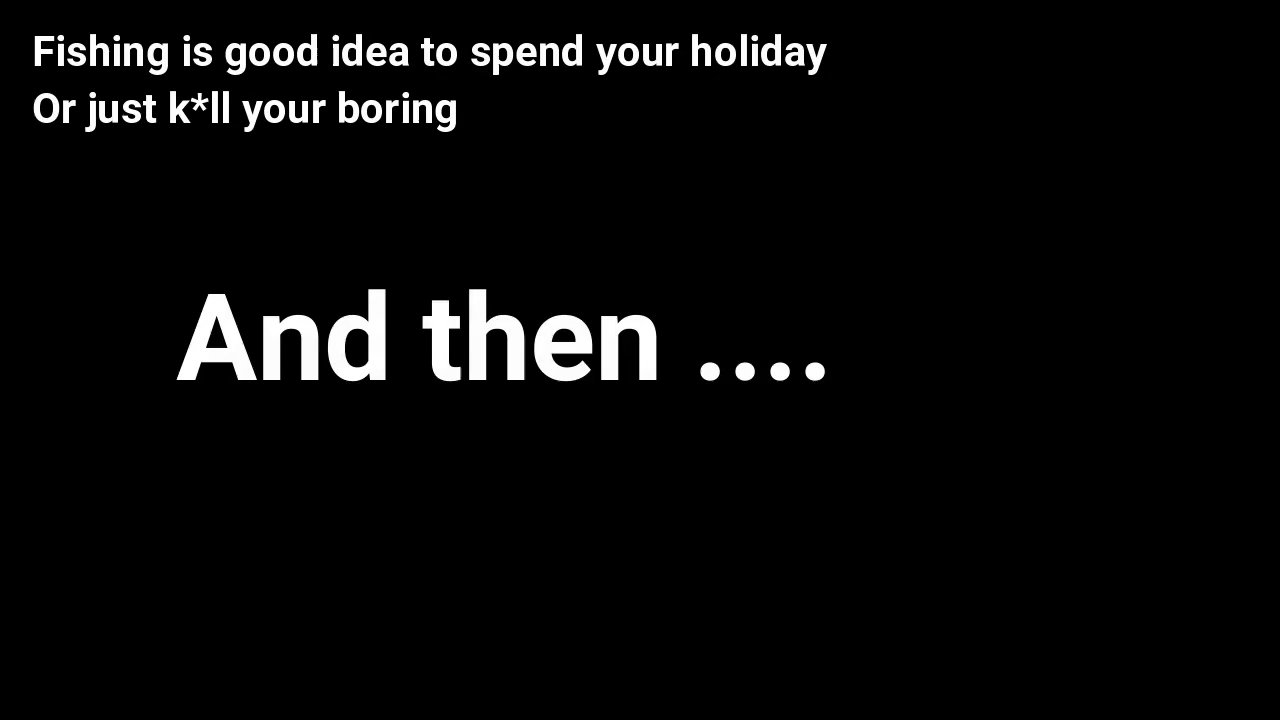 Fishing is good idea to spend your holiday
Or just k*ll your boring
And then ....